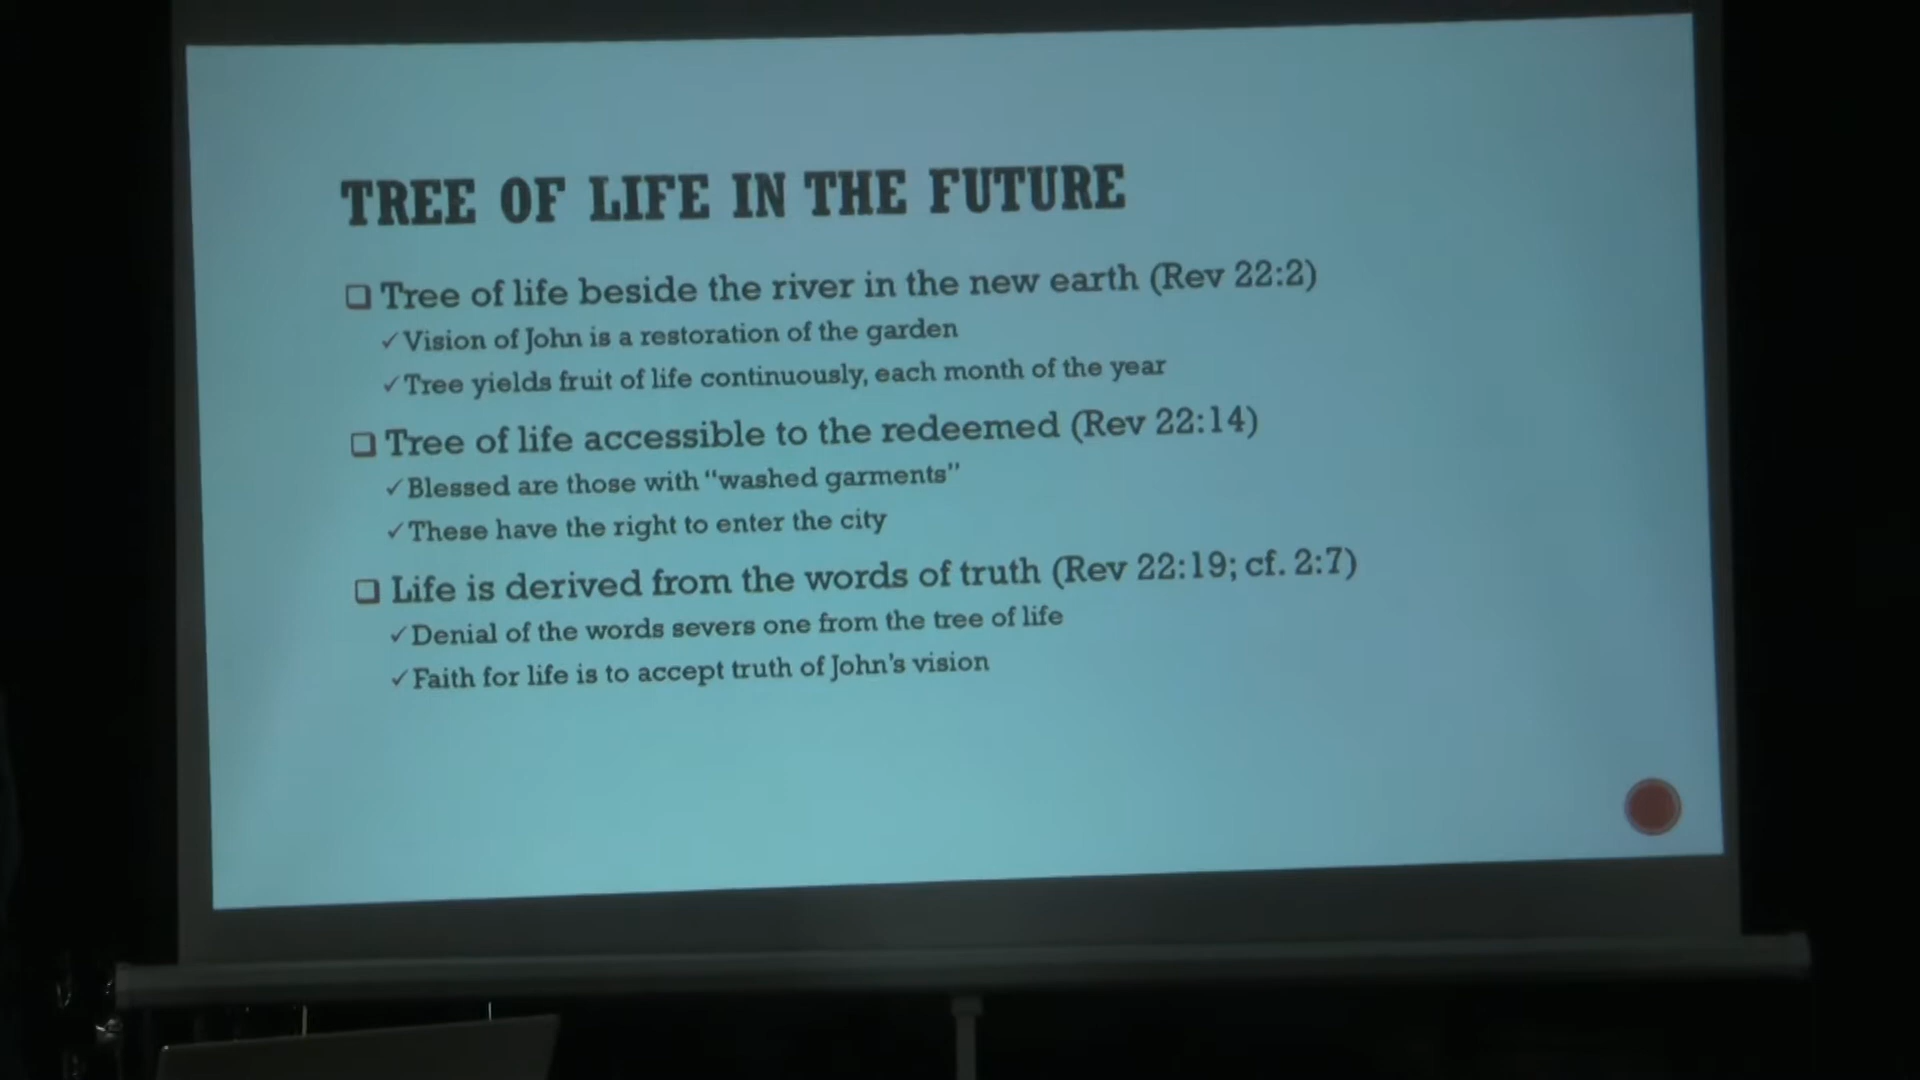 TREE OF LIFE IN THE FUTURE
❑ Tree of life beside the river in the new earth (Rev 22:2)
✓ Vision of John is a restoration of the garden
✓ Tree yields fruit of life continuously, each month of the year
❑ Tree of life accessible to the redeemed (Rev 22:14)
✓ Blessed are those with “washed garments”
✓ These have the right to enter the city
❑ Life is derived from the words of truth (Rev 22:19; cf. 2:7)
✓ Denial of the words severs one from the tree of life
✓ Faith for life is to accept truth of John’s vision